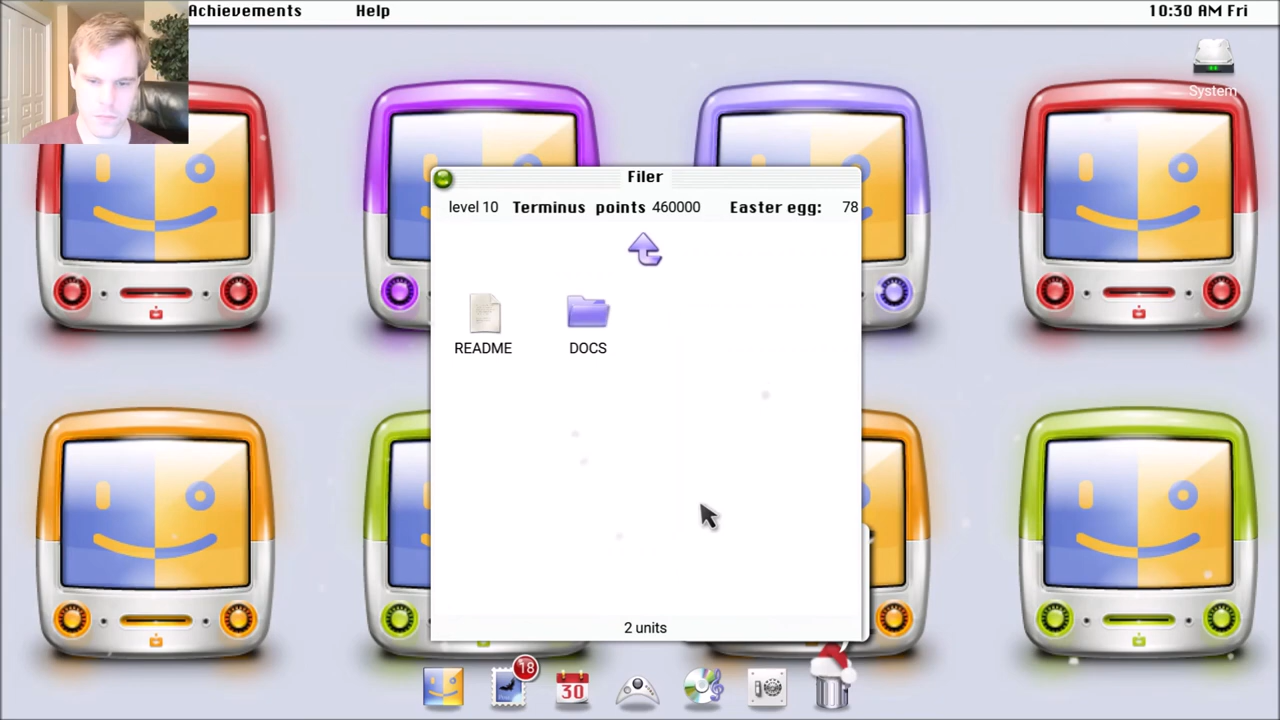 Achievements Help 10:30 AM Fri
System
Filer
level 10 Terminus points 460000 Easter egg: 78
README DOCS
2 units
18
30